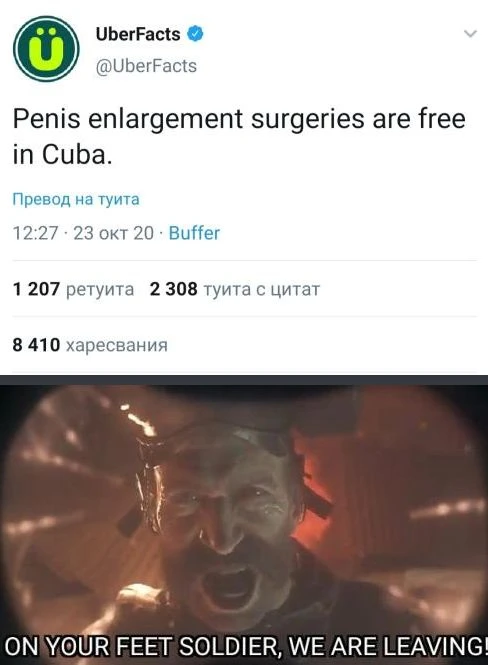 UberFacts
@UberFacts
Penis enlargement surgeries are free
in Cuba.
Превод на туита
12:27 · 23 окт 20 · Buffer
1 207 ретуита 2 308 туита с цитат
8 410 харесвания
ON YOUR FEET SOLDIER, WE ARE LEAVING!